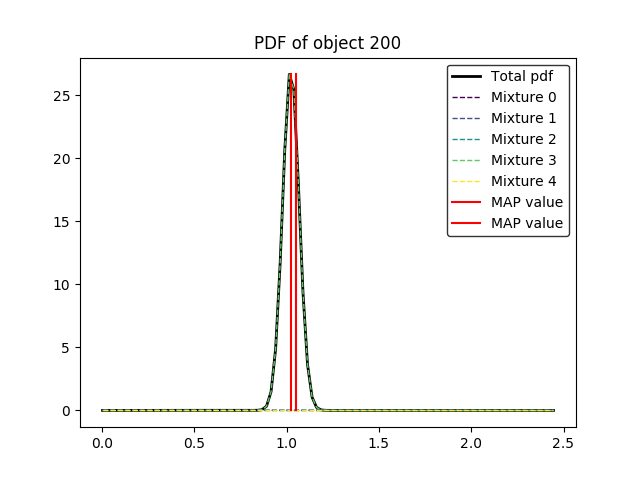 PDF of object 200
Total pdf
Mixture 0
Mixture 1
Mixture 2
Mixture 3
Mixture 4
MAP value
MAP value
25
20
15
10
5
0
0.0 0.5 1.0 1.5 2.0 2.5